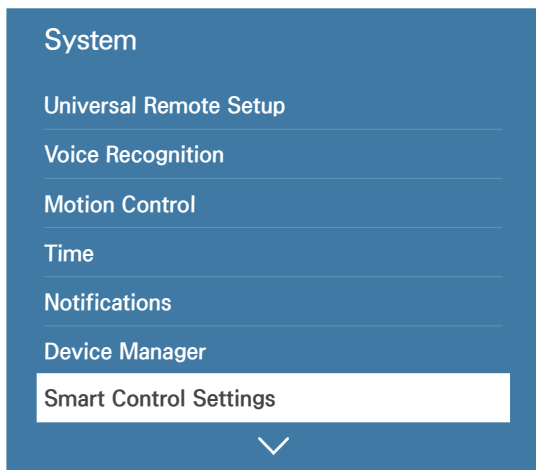 System
Universal Remote Setup
Voice Recognition
Motion Control
Time
Notifications
Device Manager
Smart Control Settings